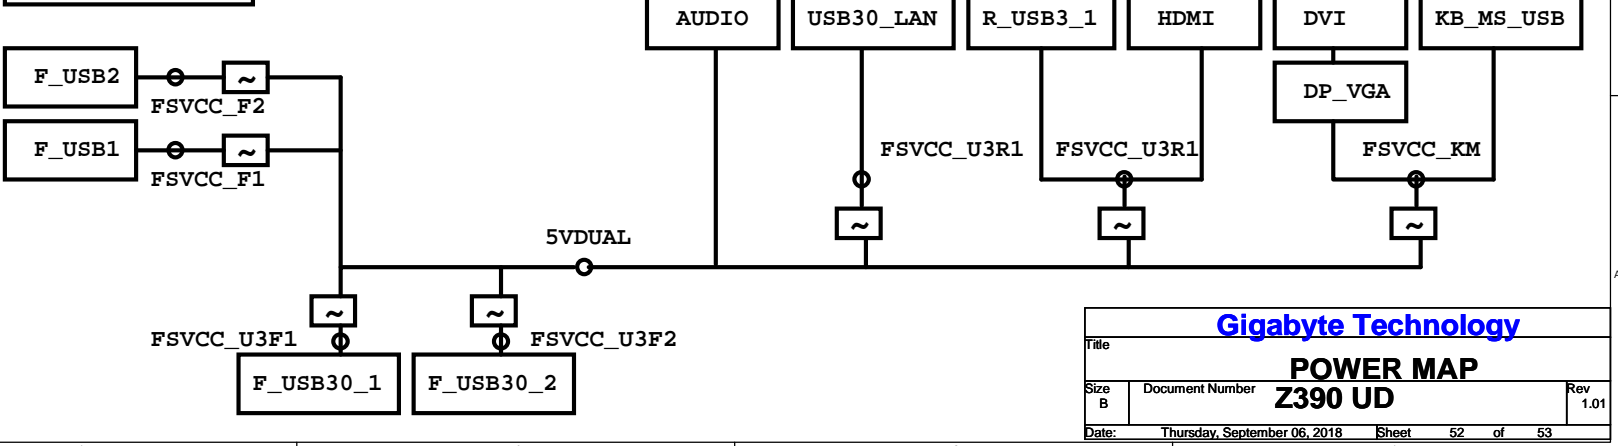 AUDIO USB30_LAN R_USB3_1 HDMI DVI KB_MS_USB
F_USB2 ~ DP_VGA
FSVCC_F2
F_USB1 ~ FSVCC_U3R1 FSVCC_U3R1 FSVCC_KM
FSVCC_F1
~ ~ ~
5VDUAL
~ ~
FSVCC_U3F1 FSVCC_U3F2
F_USB30_1 F_USB30_2
Gigabyte Technology
Title
POWER MAP
Size Document Number Rev
B Z390 UD 1.01
Date: Thursday, September 06, 2018 Sheet 52 of 53
A